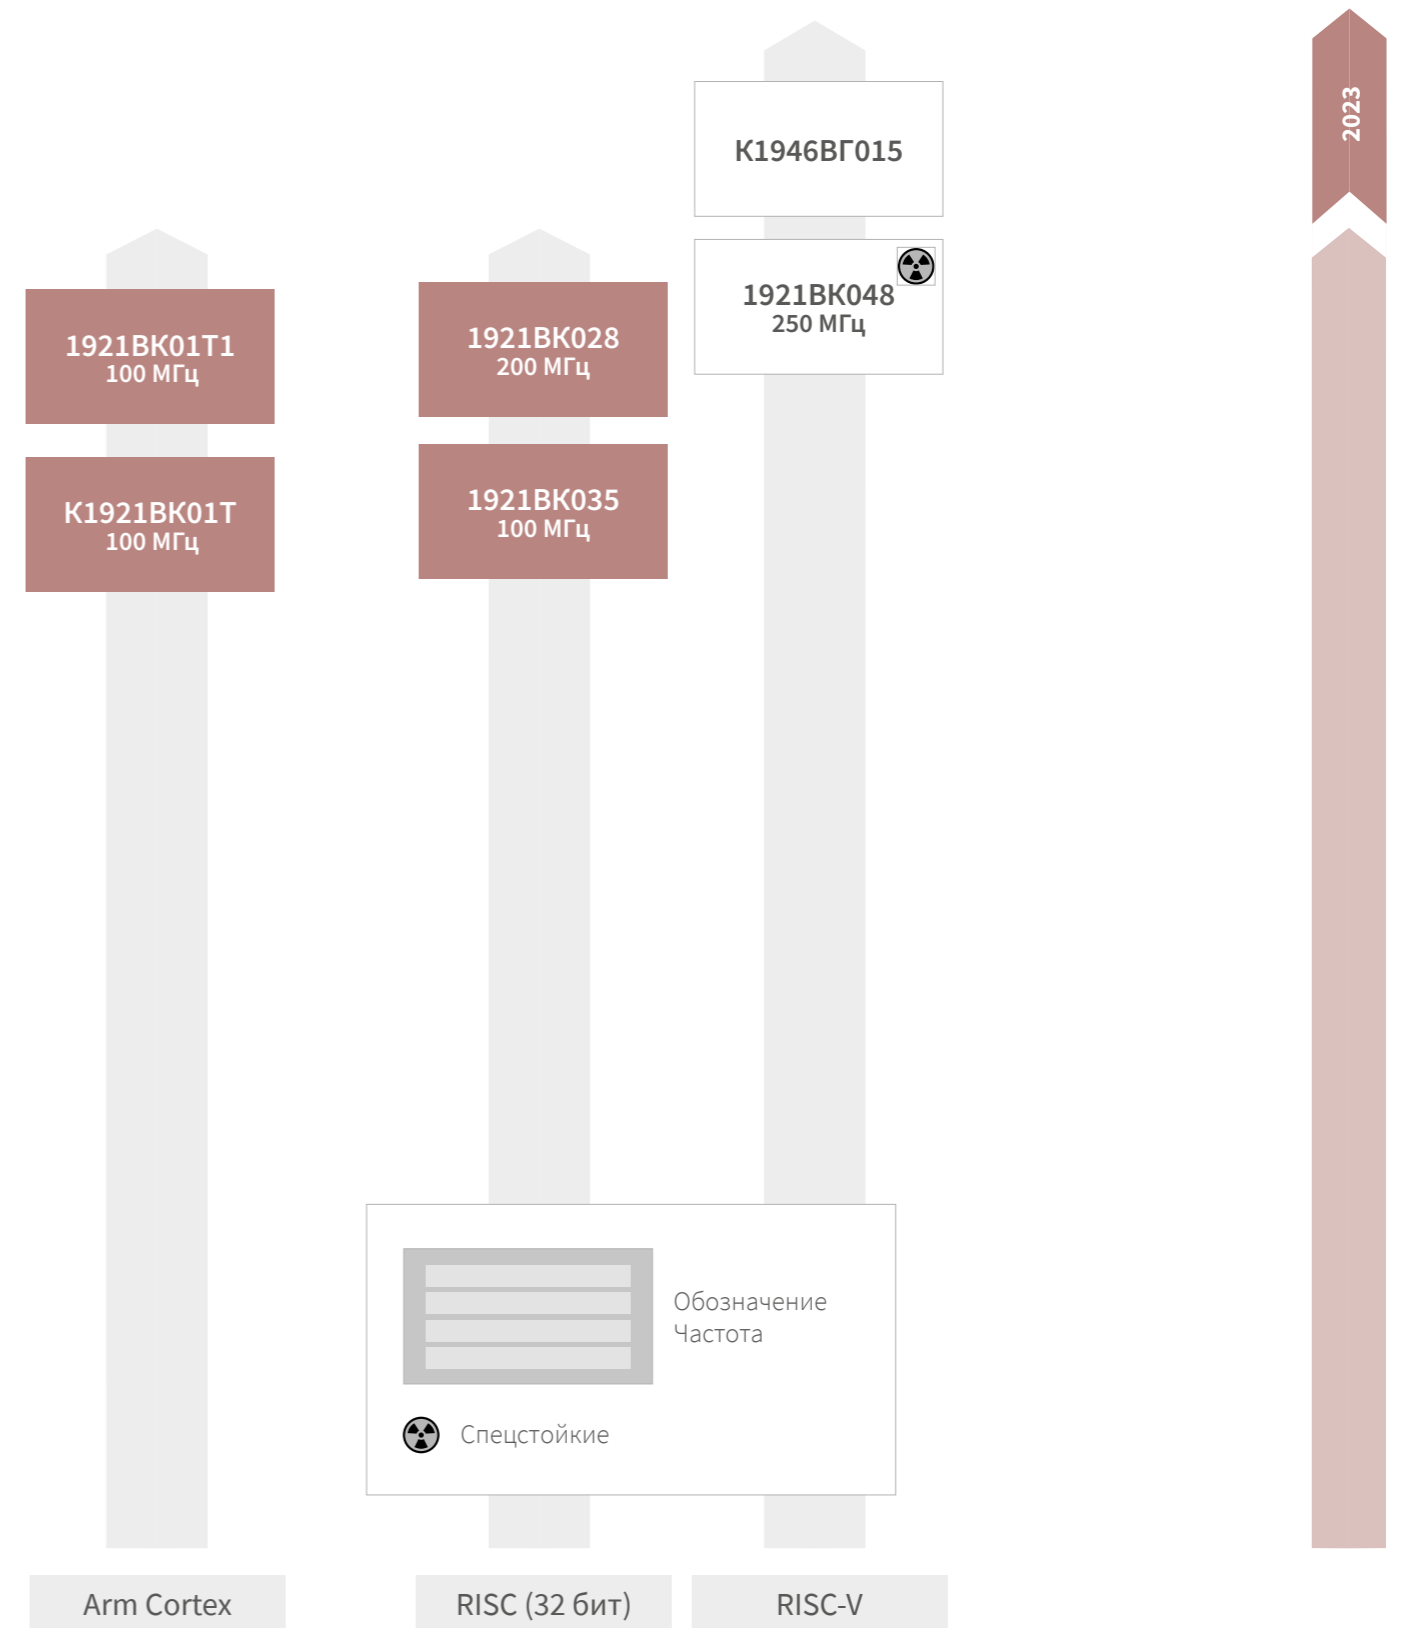 2023
К1946ВГ015
1921ВК048
250 МГц
1921ВК01Т1
100 МГц
1921ВК028
200 МГц
К1921ВК01Т
100 МГц
1921ВК035
100 МГц
Обозначение
Частота
Спецстойкие
Arm Cortex
RISC (32 бит)
RISC-V